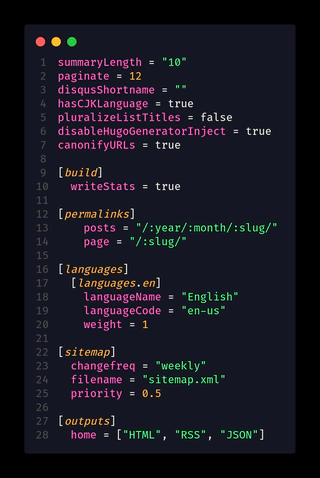 1 summaryLength = "10"
2 paginate = 12
3 disqusShortname = ""
4 hasCJKLanguage = true
5 pluralizeListTitles = false
6 disableHugoGeneratorInject = true
7 canonifyURLs = true
8
9 [build]
10   writeStats = true
11
12 [permalinks]
13     posts = "/:year/:month/:slug/"
14     page = "/:slug/"
15
16 [languages]
17   [languages.en]
18     languageName = "English"
19     languageCode = "en-us"
20     weight = 1
21
22 [sitemap]
23   changefreq = "weekly"
24   filename = "sitemap.xml"
25   priority = 0.5
26
27 [outputs]
28   home = ["HTML", "RSS", "JSON"]